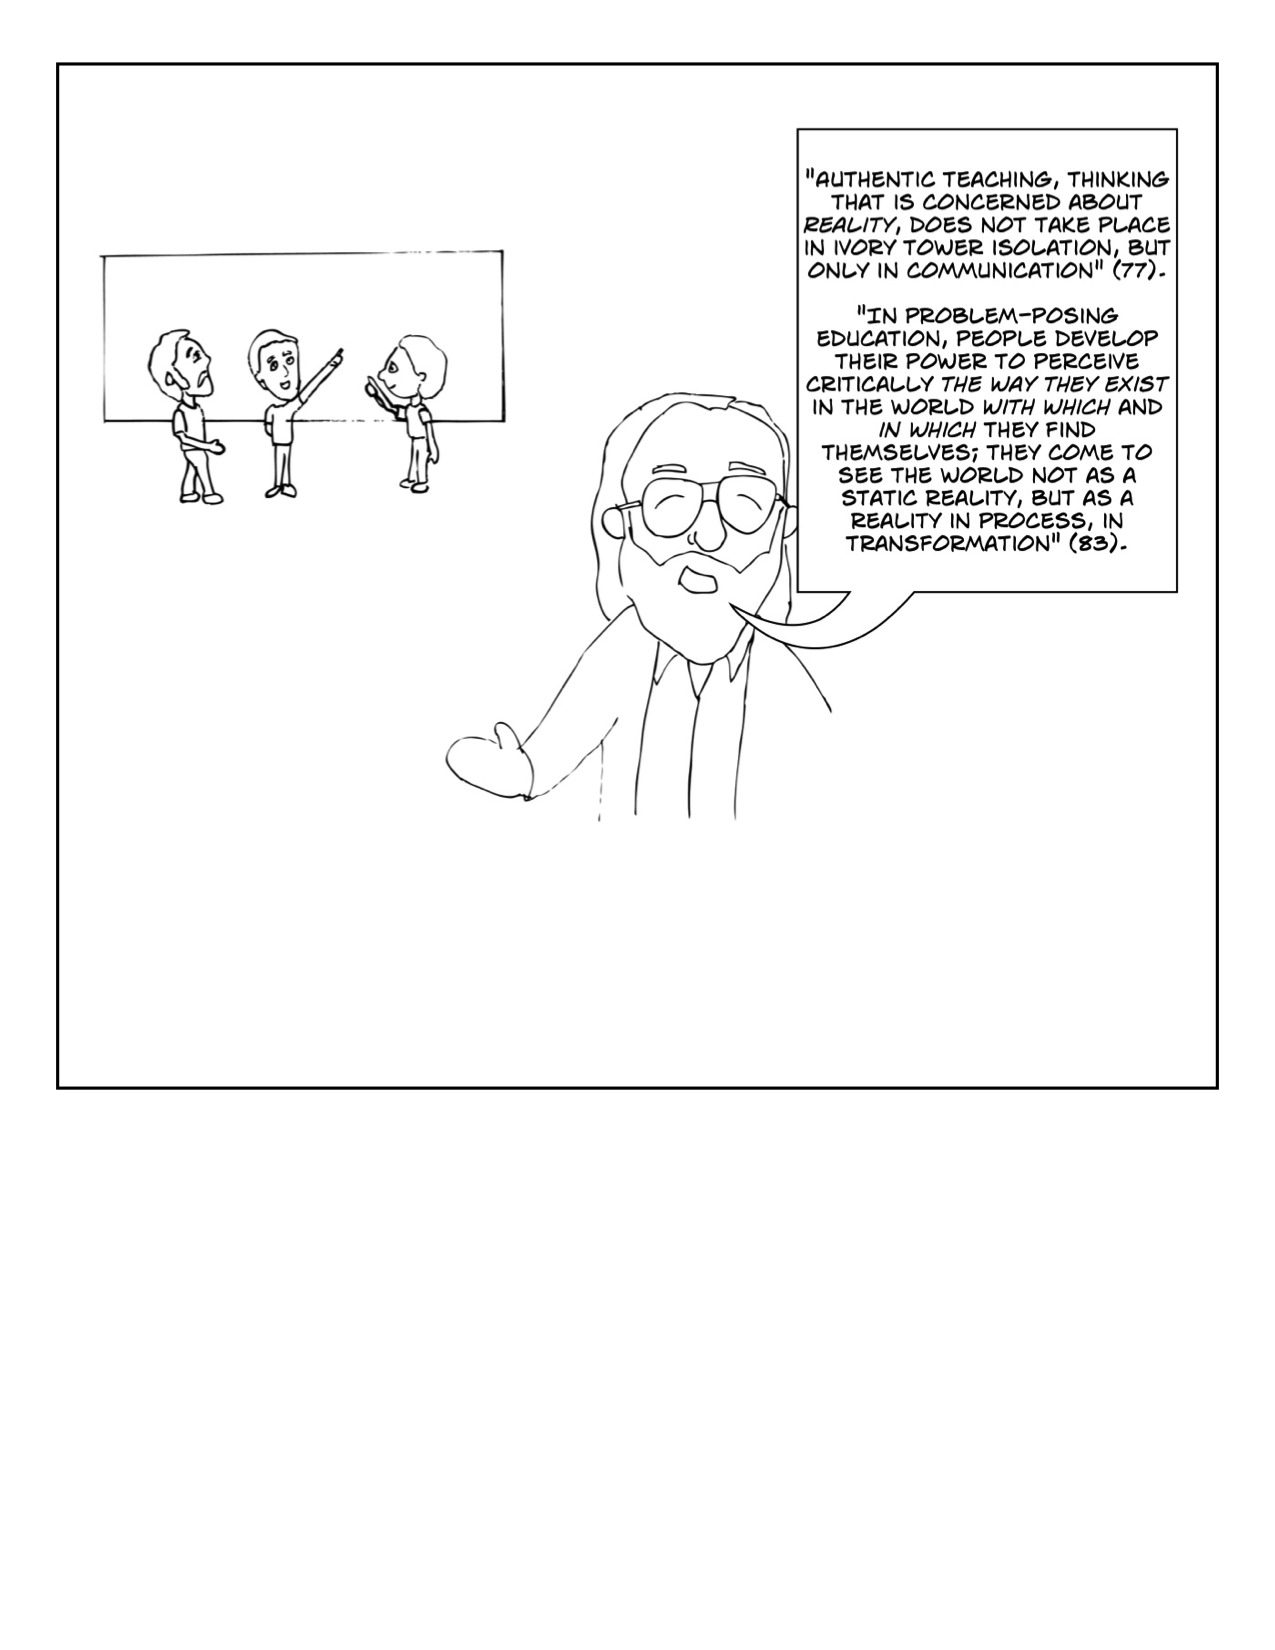 "AUTHENTIC TEACHING, THINKING
THAT IS CONCERNED ABOUT
REALITY, DOES NOT TAKE PLACE
IN IVORY TOWER ISOLATION, BUT
ONLY IN COMMUNICATION" (77).
"IN PROBLEM-POSING
EDUCATION, PEOPLE DEVELOP
THEIR POWER TO PERCEIVE
CRITICALLY THE WAY THEY EXIST
IN THE WORLD WITH WHICH AND
IN WHICH THEY FIND
THEMSELVES; THEY COME TO
SEE THE WORLD NOT AS A
STATIC REALITY, BUT AS A
REALITY IN PROCESS, IN
TRANSFORMATION" (83).